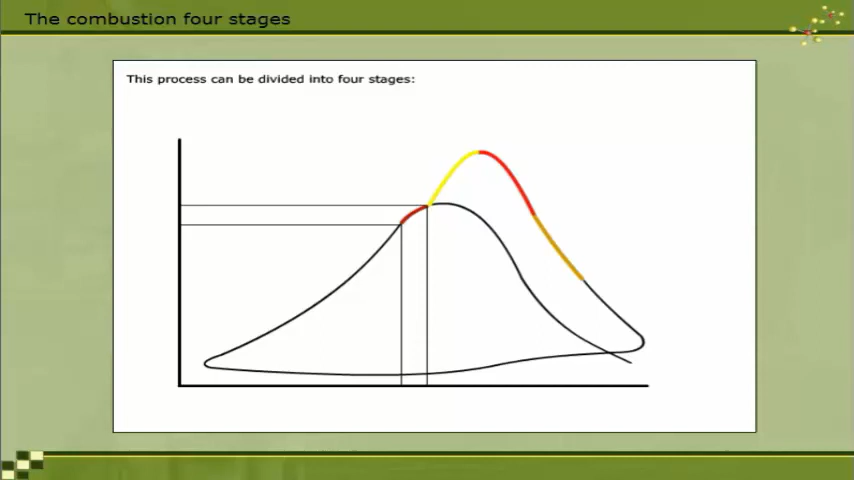 The combustion four stages
This process can be divided into four stages: